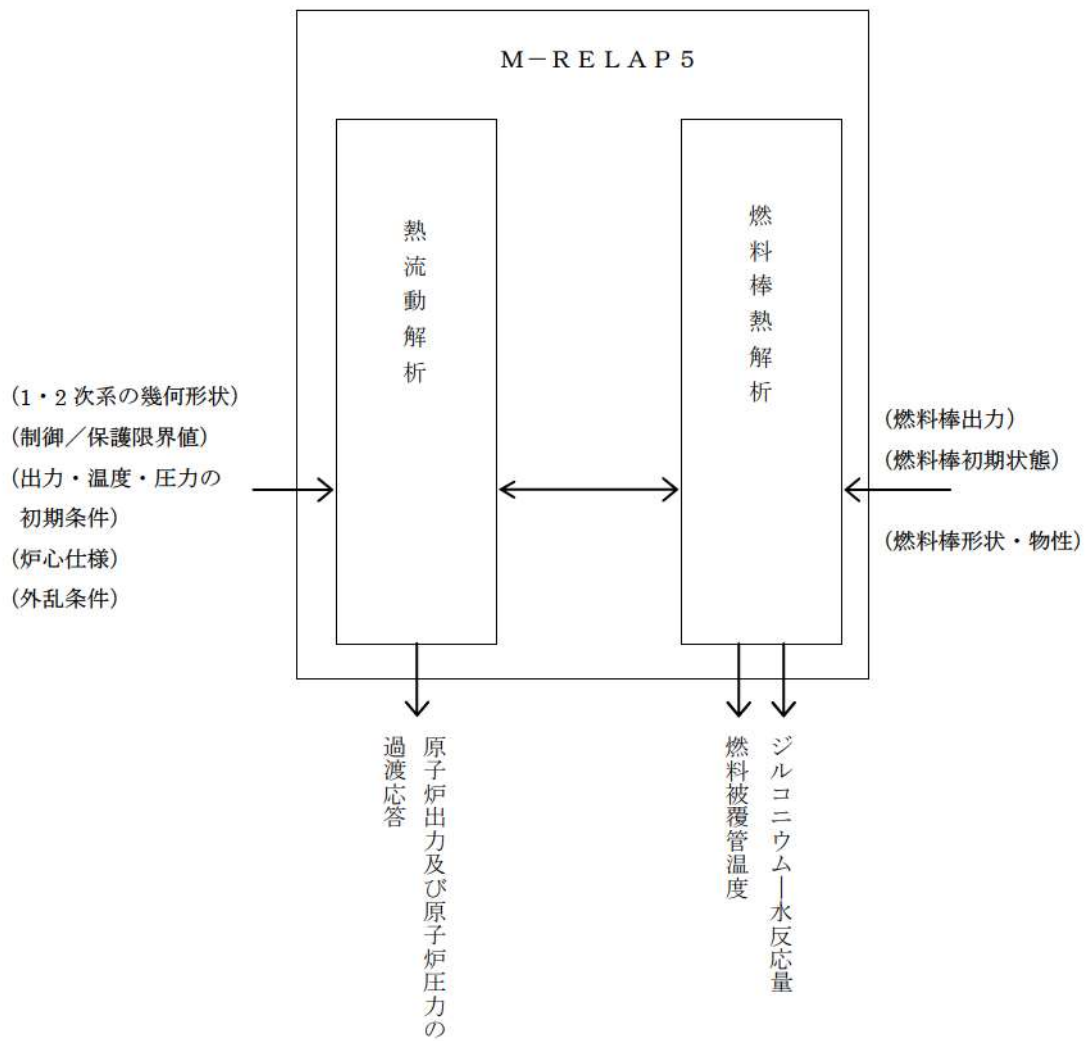 M－RELAP5
熱流動解析
燃料棒熱解析
(1・2次系の幾何形状)
(制御／保護限界値)
(出力・温度・圧力の
初期条件)
(炉心仕様)
(外乱条件)
(燃料棒出力)
(燃料棒初期状態)
(燃料棒形状・物性)
原子炉出力及び原子炉圧力の
過渡応答
ジルコニウム―水反応量
燃料被覆管温度